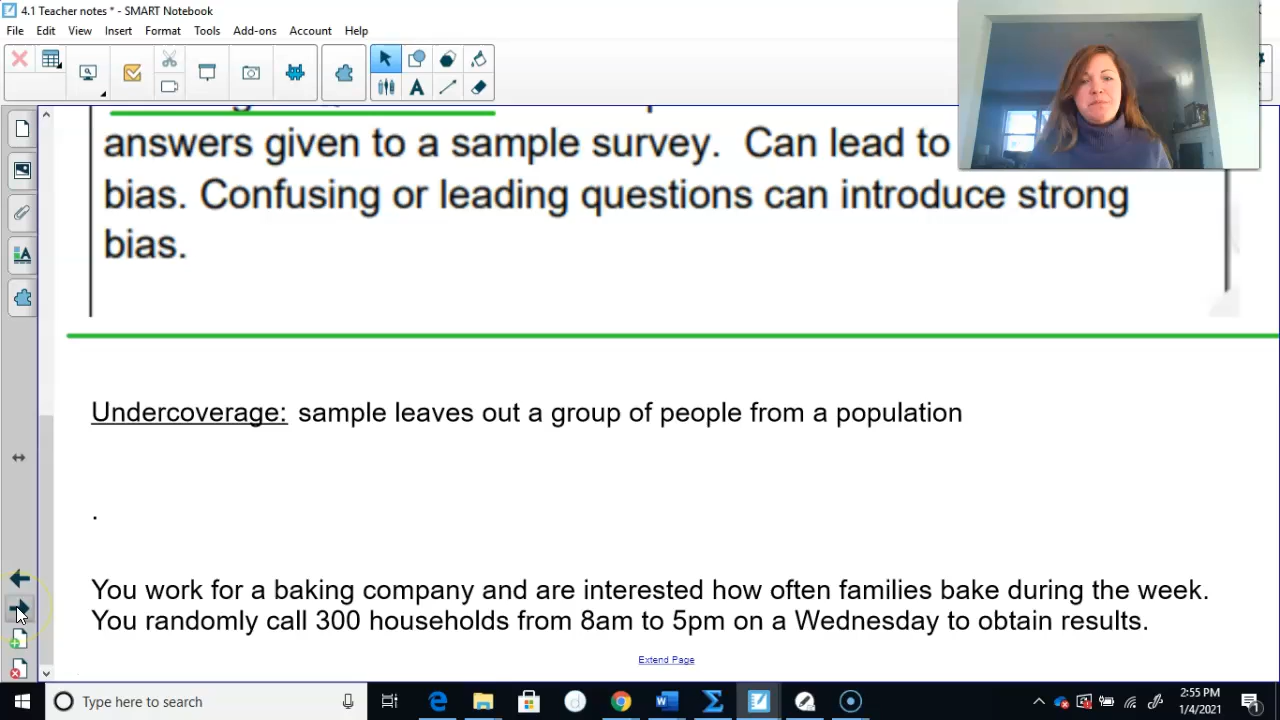 4.1 Teacher notes * - SMART Notebook
File Edit View Insert Format Tools Add-ons Account Help
answers given to a sample survey. Can lead to
bias. Confusing or leading questions can introduce strong
bias.
Undercoverage: sample leaves out a group of people from a population
.
You work for a baking company and are interested how often families bake during the week.
You randomly call 300 households from 8am to 5pm on a Wednesday to obtain results.
Extend Page
Type here to search
2:55 PM
1/4/2021